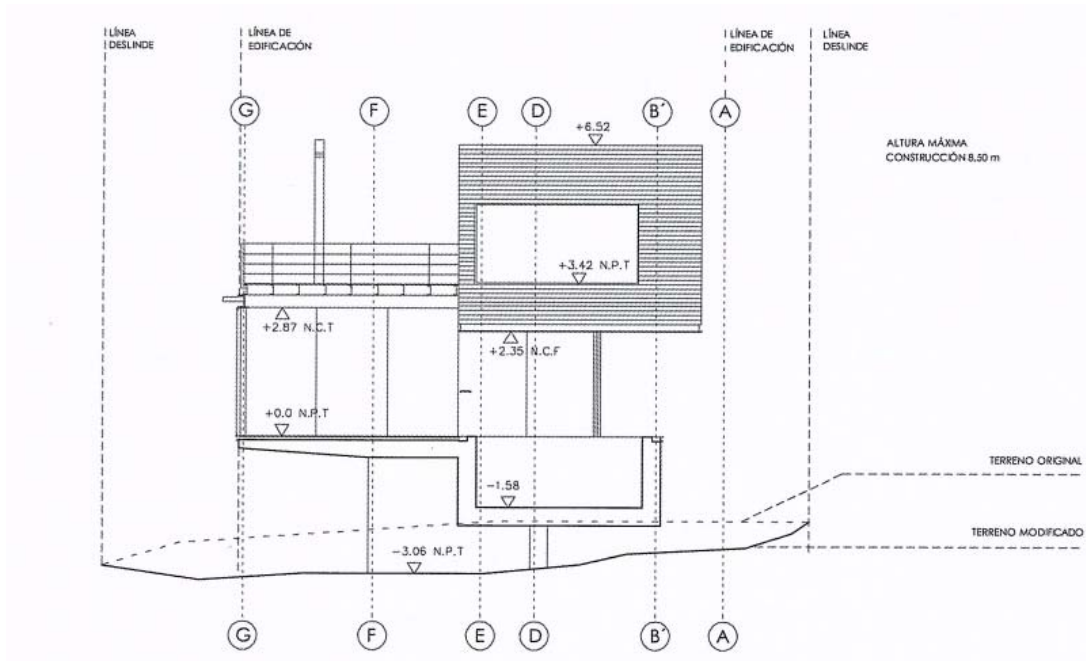 LÍNEA
DESLINDE
LÍNEA DE
EDIFICACIÓN
LÍNEA DE
EDIFICACIÓN
LÍNEA
DESLINDE
G
F
E
D
B´
A
+6.52
ALTURA MÁXIMA
CONSTRUCCIÓN 8.50 m
+3.42 N.P.T
+2.87 N.C.T
+2.35 N.C.F
+0.0 N.P.T
TERRENO ORIGINAL
-1.58
TERRENO MODIFICADO
-3.06 N.P.T
G
F
E
D
B´
A